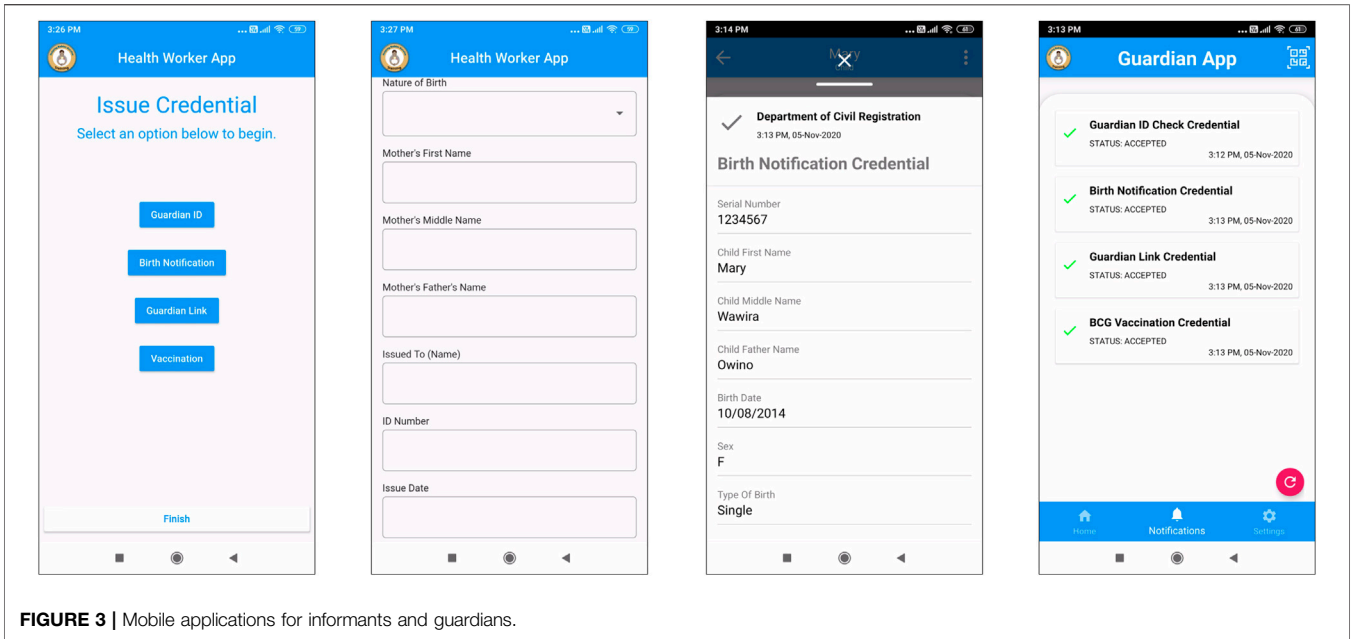 3:26 PM
59
Health Worker App
Issue Credential
Select an option below to begin.
Guardian ID
Birth Notification
Guardian Link
Vaccination
Finish
3:27 PM
59
Health Worker App
Nature of Birth
Mother's First Name
Mother's Middle Name
Mother's Father's Name
Issued To (Name)
ID Number
Issue Date
3:14 PM
61
Mary
Department of Civil Registration
3:13 PM, 05-Nov-2020
Birth Notification Credential
Serial Number
1234567
Child First Name
Mary
Child Middle Name
Wawira
Child Father Name
Owino
Birth Date
10/08/2014
Sex
F
Type Of Birth
Single
3:13 PM
61
Guardian App
Guardian ID Check Credential
STATUS: ACCEPTED
3:12 PM, 05-Nov-2020
Birth Notification Credential
STATUS: ACCEPTED
3:13 PM, 05-Nov-2020
Guardian Link Credential
STATUS: ACCEPTED
3:13 PM, 05-Nov-2020
BCG Vaccination Credential
STATUS: ACCEPTED
3:13 PM, 05-Nov-2020
Home
Notifications
Settings
FIGURE 3 | Mobile applications for informants and guardians.